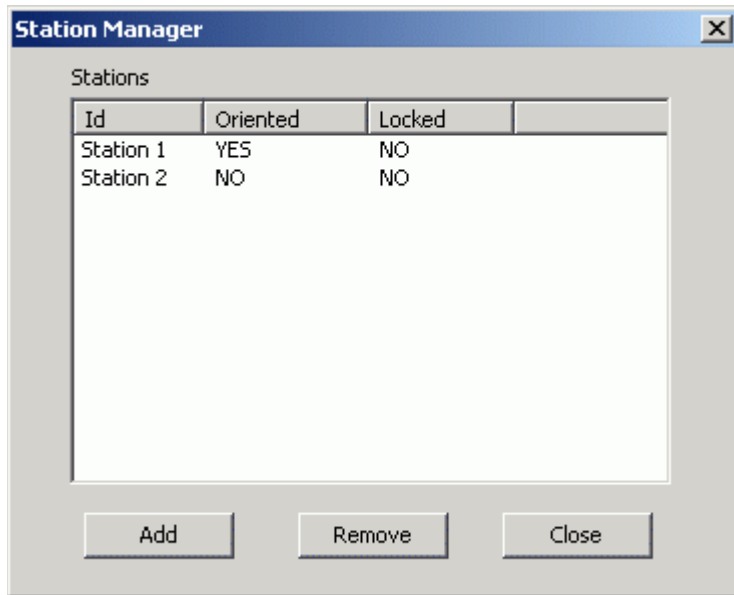 Station Manager
Stations
Id Oriented Locked
Station 1 YES NO
Station 2 NO NO
Add Remove Close